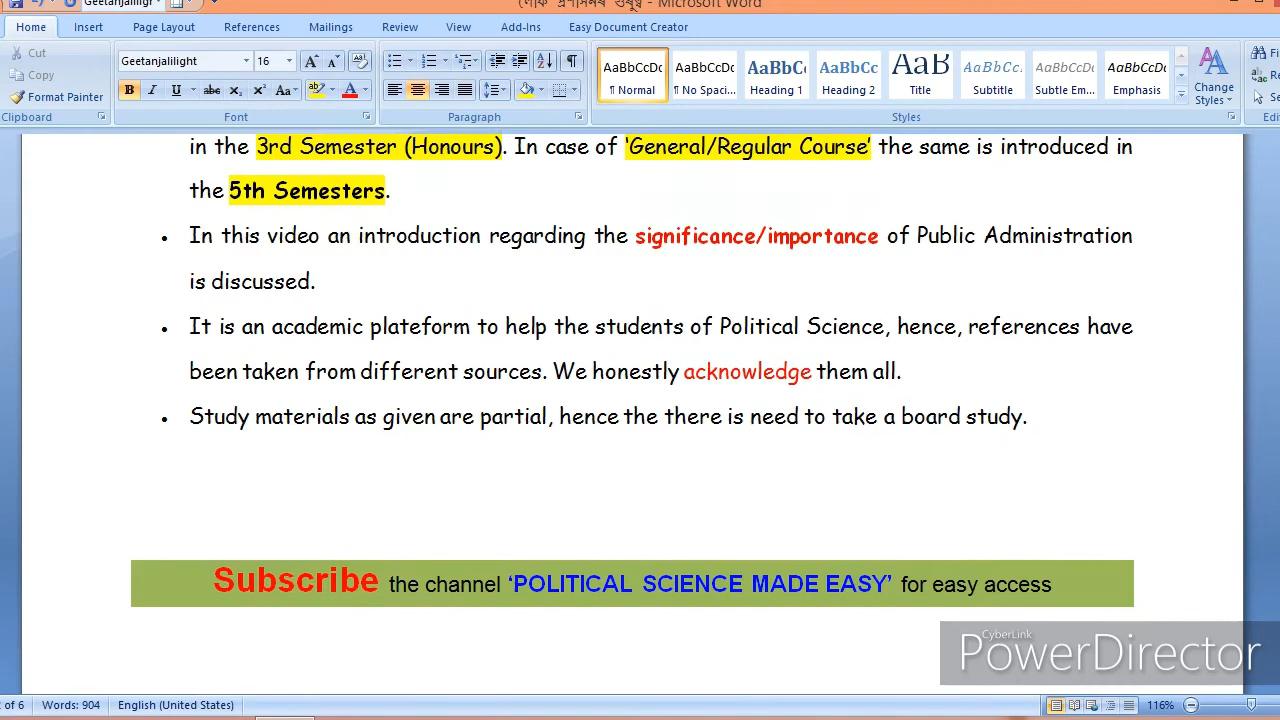 লোক প্ৰশাসনৰ গুৰুত্ব - Microsoft Word
Geetanjalilight
Home Insert Page Layout References Mailings Review View Add-Ins Easy Document Creator
Cut
Copy
Format Painter
Clipboard
Geetanjalilight 16
Font
Paragraph
AaBbCcDc AaBbCcDc AaBbCc AaBbCc AaB AaBbCc. AaBbCcDc AaBbCcDc
¶ Normal ¶ No Spaci... Heading 1 Heading 2 Title Subtitle Subtle Em... Emphasis
Change
Styles
Styles
in the 3rd Semester (Honours). In case of ‘General/Regular Course’ the same is introduced in
the 5th Semesters.
• In this video an introduction regarding the significance/importance of Public Administration
is discussed.
• It is an academic plateform to help the students of Political Science, hence, references have
been taken from different sources. We honestly acknowledge them all.
• Study materials as given are partial, hence the there is need to take a board study.
Subscribe the channel ‘POLITICAL SCIENCE MADE EASY’ for easy access
CyberLink
PowerDirector
of 6 Words: 904 English (United States) 116%